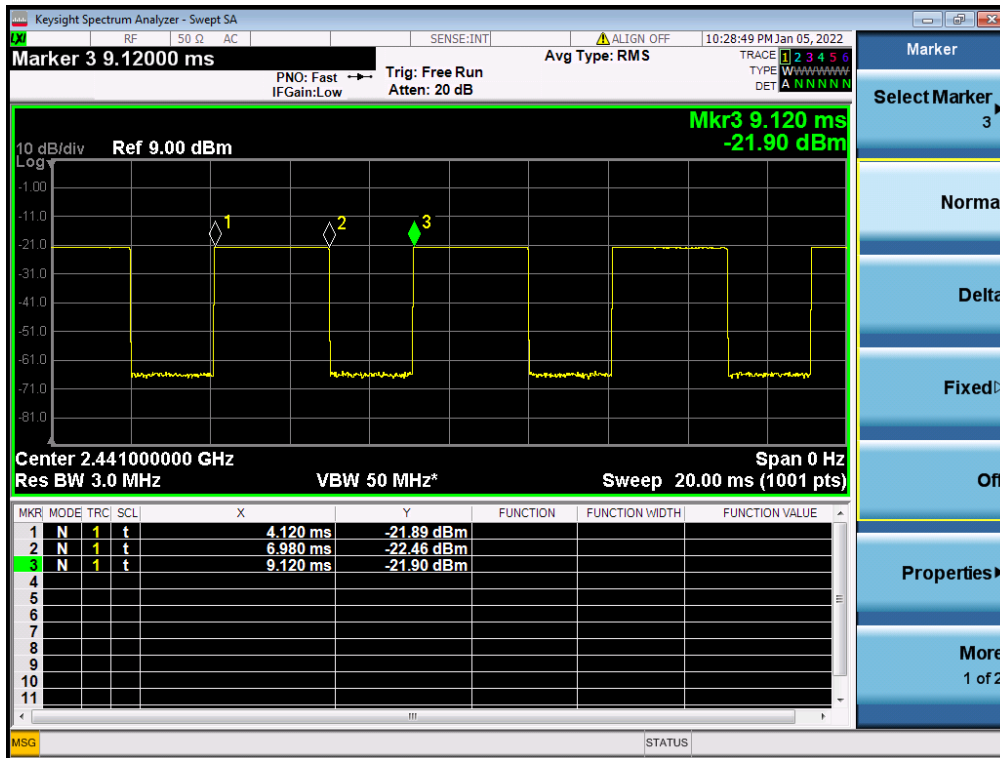 Keysight Spectrum Analyzer - Swept SA
LXI RF 50 Ω AC SENSE:INT ALIGN OFF 10:28:49 PM Jan 05, 2022
Marker 3 9.12000 ms
PNO: Fast
IFGain:Low
Trig: Free Run
Atten: 20 dB
Avg Type: RMS
TRACE 1 2 3 4 5 6
TYPE WWWWWWW
DET A N N N N N
Mkr3 9.120 ms
-21.90 dBm
10 dB/div Ref 9.00 dBm
Log
-1.00
-11.0
-21.0
-31.0
-41.0
-51.0
-61.0
-71.0
-81.0
1
2
3
Center 2.441000000 GHz Span 0 Hz
Res BW 3.0 MHz VBW 50 MHz* Sweep 20.00 ms (1001 pts)
MKR MODE TRC SCL X Y FUNCTION FUNCTION WIDTH FUNCTION VALUE
1 N 1 t 4.120 ms -21.89 dBm
2 N 1 t 6.980 ms -22.46 dBm
3 N 1 t 9.120 ms -21.90 dBm
4
5
6
7
8
9
10
11
MSG STATUS
Marker
Select Marker
3
Norma
Delta
Fixed
Off
Properties
More
1 of 2